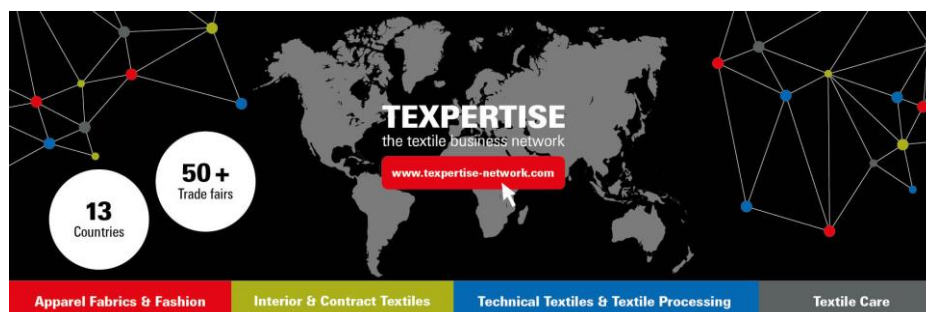 TEXPERTISE
the textile business network
www.texpertise-network.com
50 +
Trade fairs
13
Countries
Apparel Fabrics & Fashion
Interior & Contract Textiles
Technical Textiles & Textile Processing
Textile Care